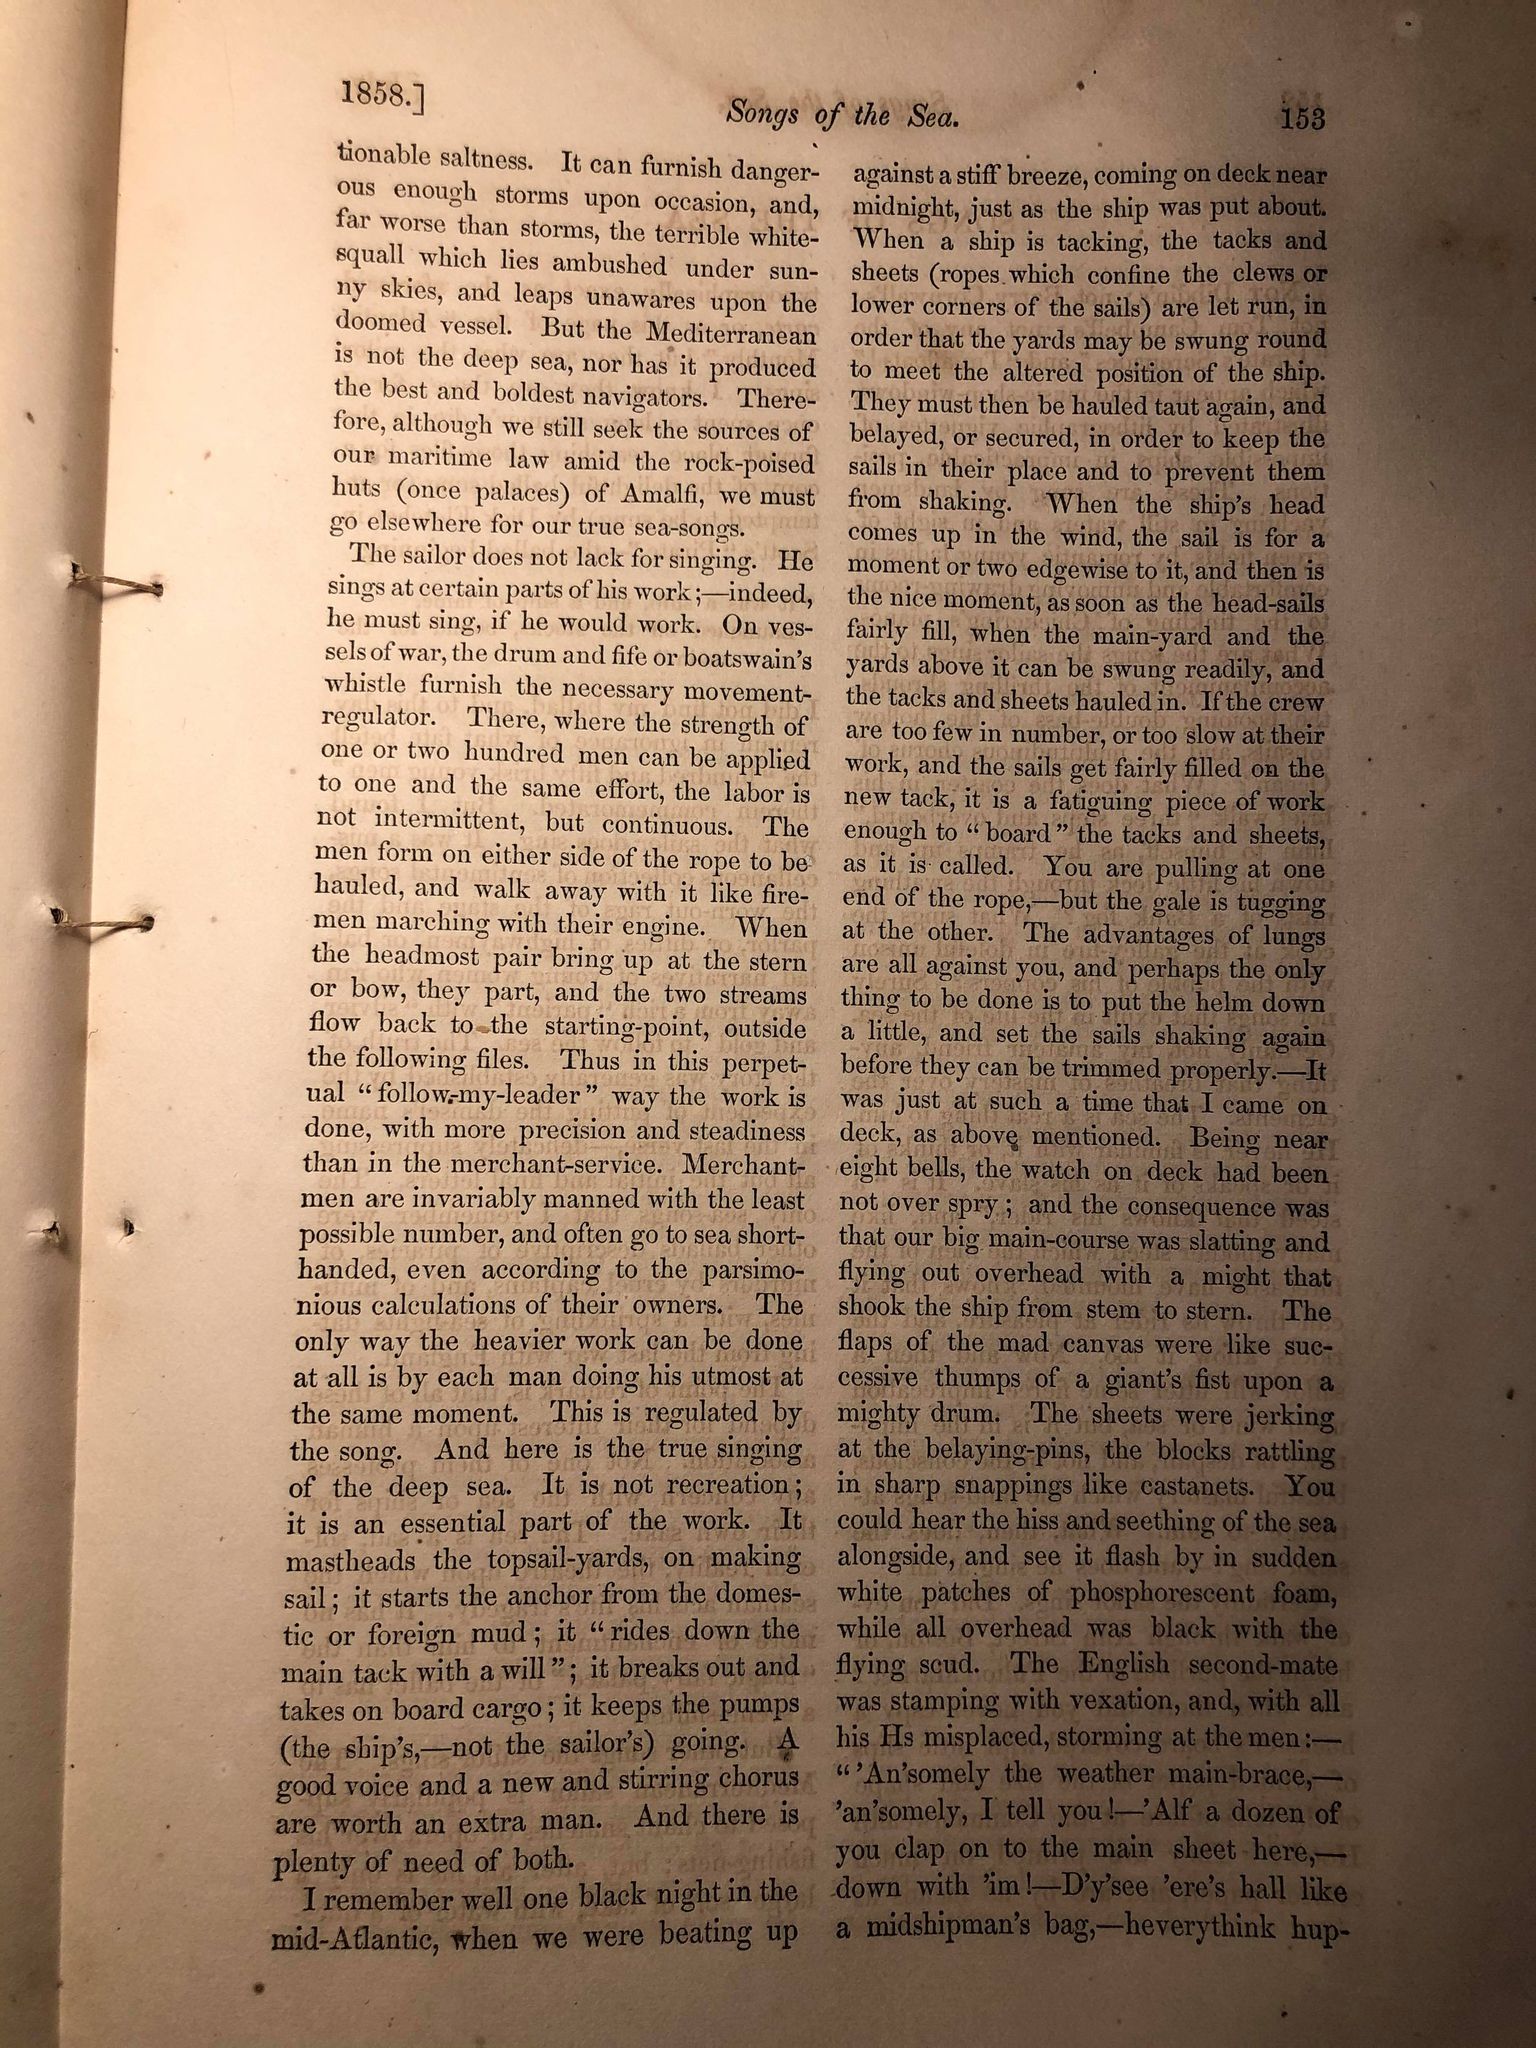 1858.]
Songs of the Sea.
153
tionable saltness. It can furnish danger-
ous enough storms upon occasion, and,
far worse than storms, the terrible white-
squall which lies ambushed under sun-
ny skies, and leaps unawares upon the
doomed vessel. But the Mediterranean
is not the deep sea, nor has it produced
the best and boldest navigators. There-
fore, although we still seek the sources of
our maritime law amid the rock-poised
huts (once palaces) of Amalfi, we must
go elsewhere for our true sea-songs.
The sailor does not lack for singing. He
sings at certain parts of his work;—indeed,
he must sing, if he would work. On ves-
sels of war, the drum and fife or boatswain's
whistle furnish the necessary movement-
regulator. There, where the strength of
one or two hundred men can be applied
to one and the same effort, the labor is
not intermittent, but continuous. The
men form on either side of the rope to be
hauled, and walk away with it like fire-
men marching with their engine. When
the headmost pair bring up at the stern
or bow, they part, and the two streams
flow back to the starting-point, outside
the following files. Thus in this perpet-
ual “follow-my-leader” way the work is
done, with more precision and steadiness
than in the merchant-service. Merchant-
men are invariably manned with the least
possible number, and often go to sea short-
handed, even according to the parsimo-
nious calculations of their owners. The
only way the heavier work can be done
at all is by each man doing his utmost at
the same moment. This is regulated by
the song. And here is the true singing
of the deep sea. It is not recreation;
it is an essential part of the work. It
mastheads the topsail-yards, on making
sail; it starts the anchor from the domes-
tic or foreign mud; it “rides down the
main tack with a will”; it breaks out and
takes on board cargo; it keeps the pumps
(the ship's,—not the sailor's) going. A
good voice and a new and stirring chorus
are worth an extra man. And there is
plenty of need of both.
I remember well one black night in the
mid-Atlantic, when we were beating up
against a stiff breeze, coming on deck near
midnight, just as the ship was put about.
When a ship is tacking, the tacks and
sheets (ropes which confine the clews or
lower corners of the sails) are let run, in
order that the yards may be swung round
to meet the altered position of the ship.
They must then be hauled taut again, and
belayed, or secured, in order to keep the
sails in their place and to prevent them
from shaking. When the ship's head
comes up in the wind, the sail is for a
moment or two edgewise to it, and then is
the nice moment, as soon as the head-sails
fairly fill, when the main-yard and the
yards above it can be swung readily, and
the tacks and sheets hauled in. If the crew
are too few in number, or too slow at their
work, and the sails get fairly filled on the
new tack, it is a fatiguing piece of work
enough to “board” the tacks and sheets,
as it is called. You are pulling at one
end of the rope,—but the gale is tugging
at the other. The advantages of lungs
are all against you, and perhaps the only
thing to be done is to put the helm down
a little, and set the sails shaking again
before they can be trimmed properly.—It
was just at such a time that I came on
deck, as above mentioned. Being near
eight bells, the watch on deck had been
not over spry; and the consequence was
that our big main-course was slatting and
flying out overhead with a might that
shook the ship from stem to stern. The
flaps of the mad canvas were like suc-
cessive thumps of a giant's fist upon a
mighty drum. The sheets were jerking
at the belaying-pins, the blocks rattling
in sharp snappings like castanets. You
could hear the hiss and seething of the sea
alongside, and see it flash by in sudden
white patches of phosphorescent foam,
while all overhead was black with the
flying scud. The English second-mate
was stamping with vexation, and, with all
his Hs misplaced, storming at the men:—
“'An'somely the weather main-brace,—
'an'somely, I tell you!—'Alf a dozen of
you clap on to the main sheet here,—
down with 'im!—D'y'see 'ere's hall like
a midshipman's bag,—heverythink hup-